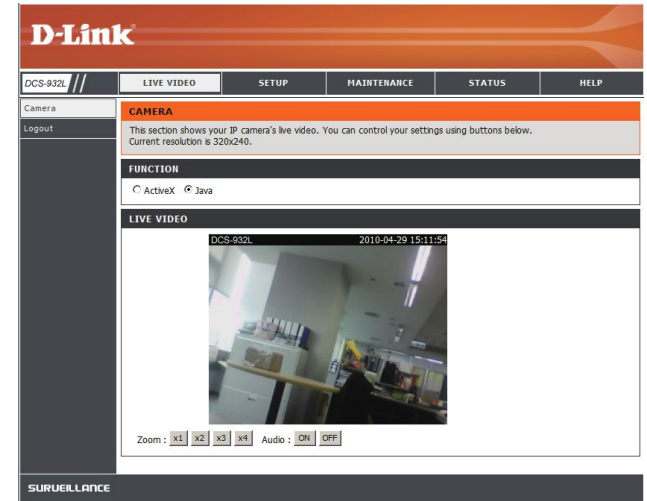 D-Link
DCS-932L // LIVE VIDEO SETUP MAINTENANCE STATUS HELP
Camera
Logout
CAMERA
This section shows your IP camera's live video. You can control your settings using buttons below.
Current resolution is 320x240.
FUNCTION
ActiveX Java
LIVE VIDEO
DCS-932L 2010-04-29 15:11:54
Zoom : x1 x2 x3 x4 Audio : ON OFF
SURVEILLANCE